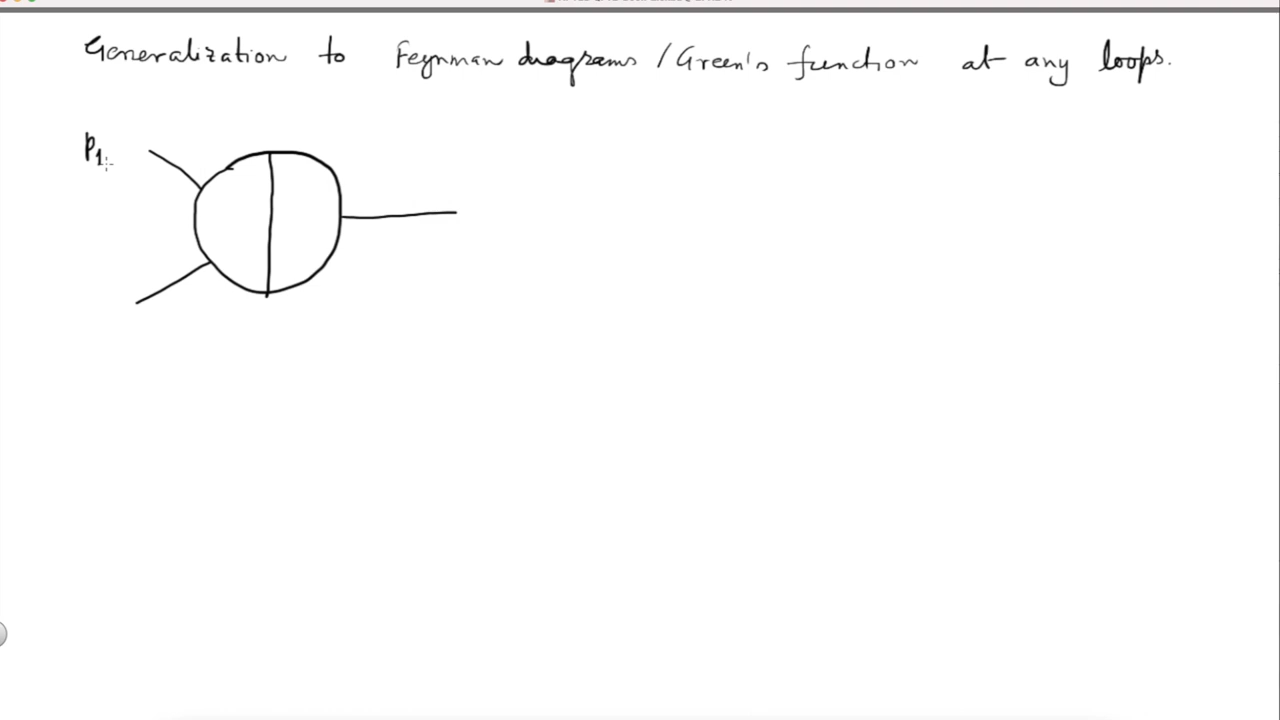 Generalization to Feynman diagrams / Green's function at any loops.
P1